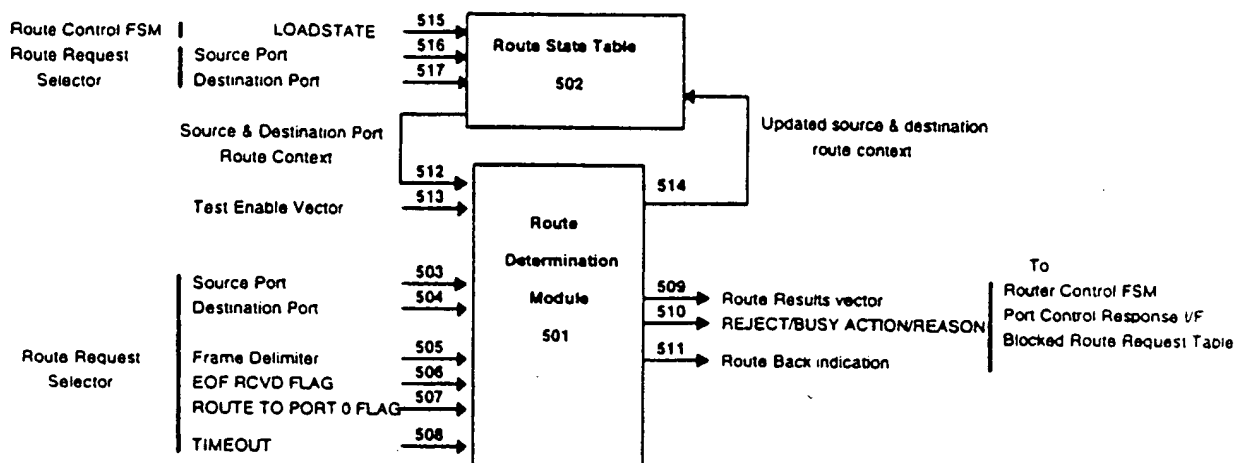 Route Control FSM
LOADSTATE
515
Route Request
Selector
Source Port
516
Destination Port
517
Route State Table
502
Source & Destination Port
Route Context
512
Test Enable Vector
513
Updated source & destination
route context
514
Route
Determination
Module
501
Route Request
Selector
Source Port
503
Destination Port
504
Frame Delimiter
505
EOF RCVD FLAG
506
ROUTE TO PORT 0 FLAG
507
TIMEOUT
508
509
Route Results vector
510
REJECT/BUSY ACTION/REASON
511
Route Back indication
To
Router Control FSM
Port Control Response I/F
Blocked Route Request Table